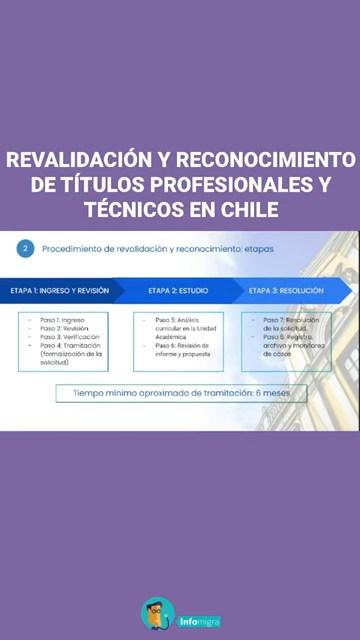 REVALIDACIÓN Y RECONOCIMIENTO
DE TÍTULOS PROFESIONALES Y
TÉCNICOS EN CHILE
2 Procedimiento de revalidación y reconocimiento: etapas
ETAPA 1: INGRESO Y REVISIÓN
- Paso 1: Ingreso
- Paso 2: Revisión
- Paso 3: Verificación
- Paso 4: Tramitación
(formalización de la
solicitud)
ETAPA 2: ESTUDIO
- Paso 5: Análisis
curricular en la Unidad
Académica
- Paso 6: Revisión de
informe y propuesta
ETAPA 3: RESOLUCIÓN
- Paso 7: Resolución
de la solicitud.
- Paso 8: Registro,
archivo y monitoreo
de casos
Tiempo mínimo aproximado de tramitación: 6 meses
Infomigra